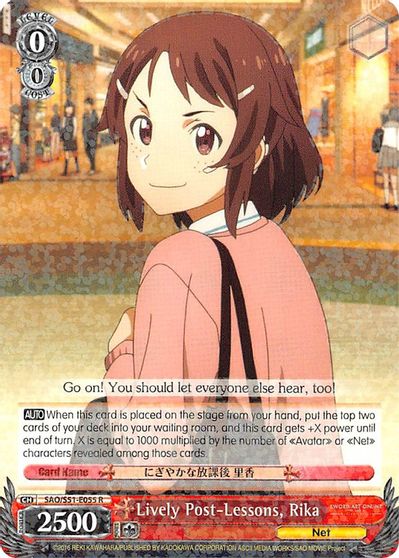 LEVEL
0
0
COST
Go on! You should let everyone else hear, too!
AUTO When this card is placed on the stage from your hand, put the top two
cards of your deck into your waiting room, and this card gets +X power until
end of turn. X is equal to 1000 multiplied by the number of «Avatar» or «Net»
characters revealed among those cards.
Card Name
にぎやかな放課後 里香
CH SAO/S51-E055 R
2500
Lively Post-Lessons, Rika
SWORD ART ONLINE
Net
©2016 REKI KAWAHARA/PUBLISHED BY KADOKAWA CORPORATION ASCII MEDIA WORKS/SAO MOVIE Project